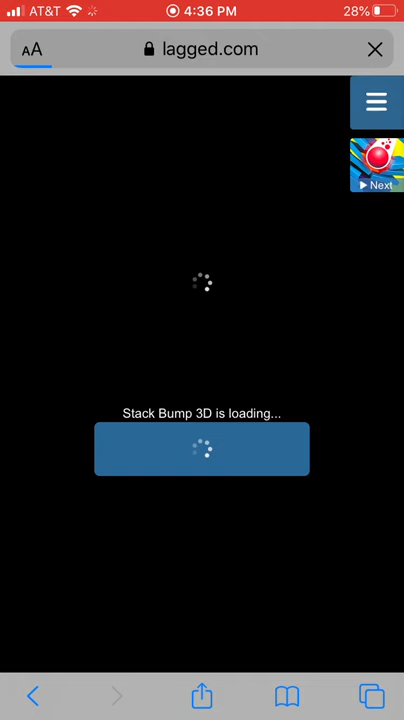 AT&T 4:36 PM 28%
AA lagged.com
Next
Stack Bump 3D is loading...